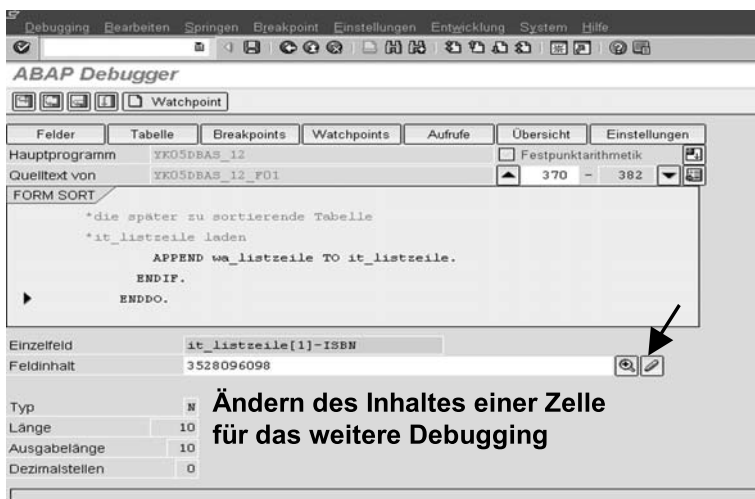 Debugging Bearbeiten Springen Breakpoint Einstellungen Entwicklung System Hilfe
ABAP Debugger
Watchpoint
Felder Tabelle Breakpoints Watchpoints Aufrufe Übersicht Einstellungen
Hauptprogramm YKO5DBAS_12 Festpunktarithmetik
Quelltext von YKO5DBAS_12_F01 370 - 382
FORM SORT
*die später zu sortierende Tabelle
*it_listzeile laden
APPEND wa_listzeile TO it_listzeile.
ENDIF.
ENDDO.
Einzelfeld it_listzeile[1]-ISBN
Feldinhalt 3528096098
Ändern des Inhaltes einer Zelle
für das weitere Debugging
Typ N
Länge 10
Ausgabelänge 10
Dezimalstellen 0